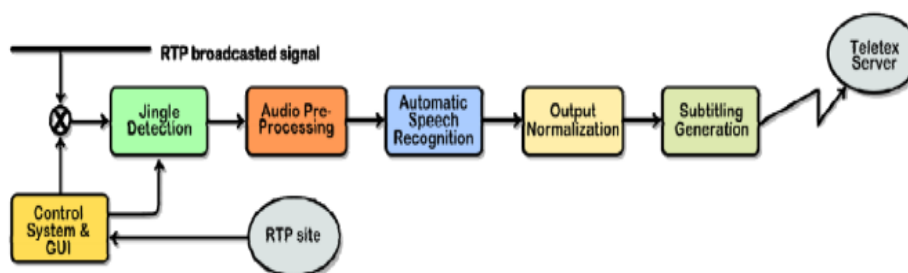 RTP broadcasted signal
Teletex
Server
Jingle
Detection
Audio Pre-
Processing
Automatic
Speech
Recognition
Output
Normalization
Subtitling
Generation
Control
System &
GUI
RTP site